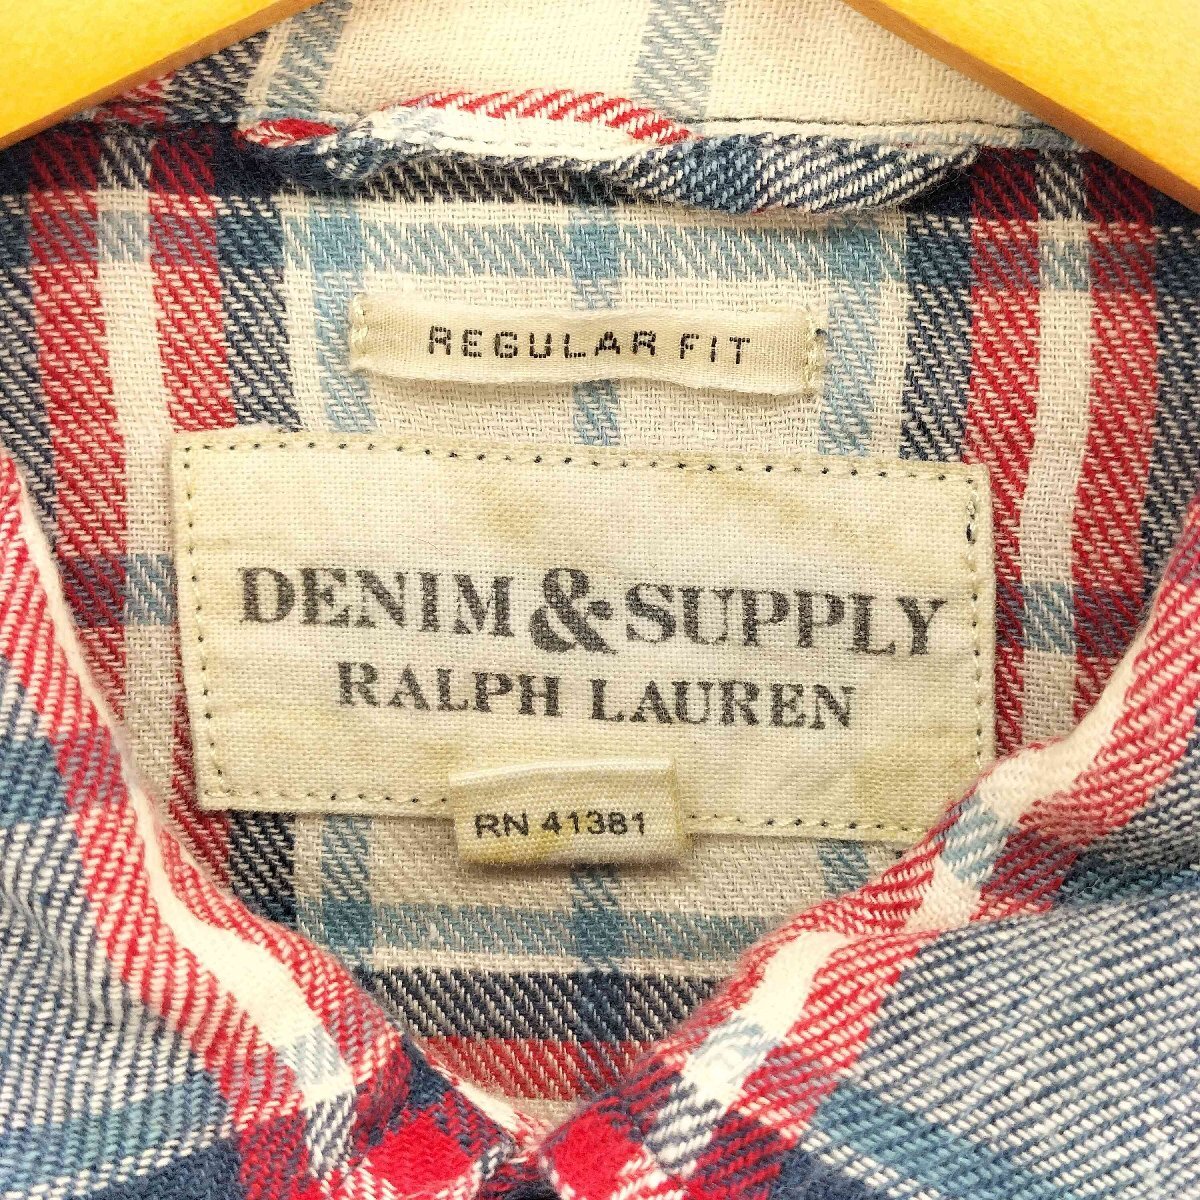 REGULAR FIT
DENIM & SUPPLY
RALPH LAUREN
RN 41381